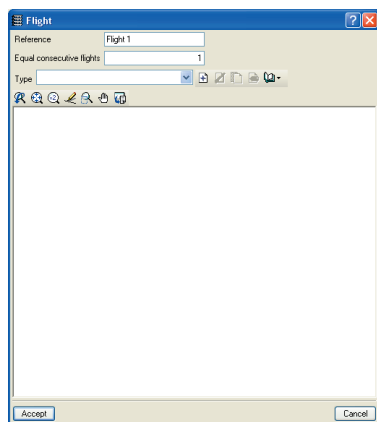 Flight
Reference Flight 1
Equal consecutive flights 1
Type
Accept Cancel